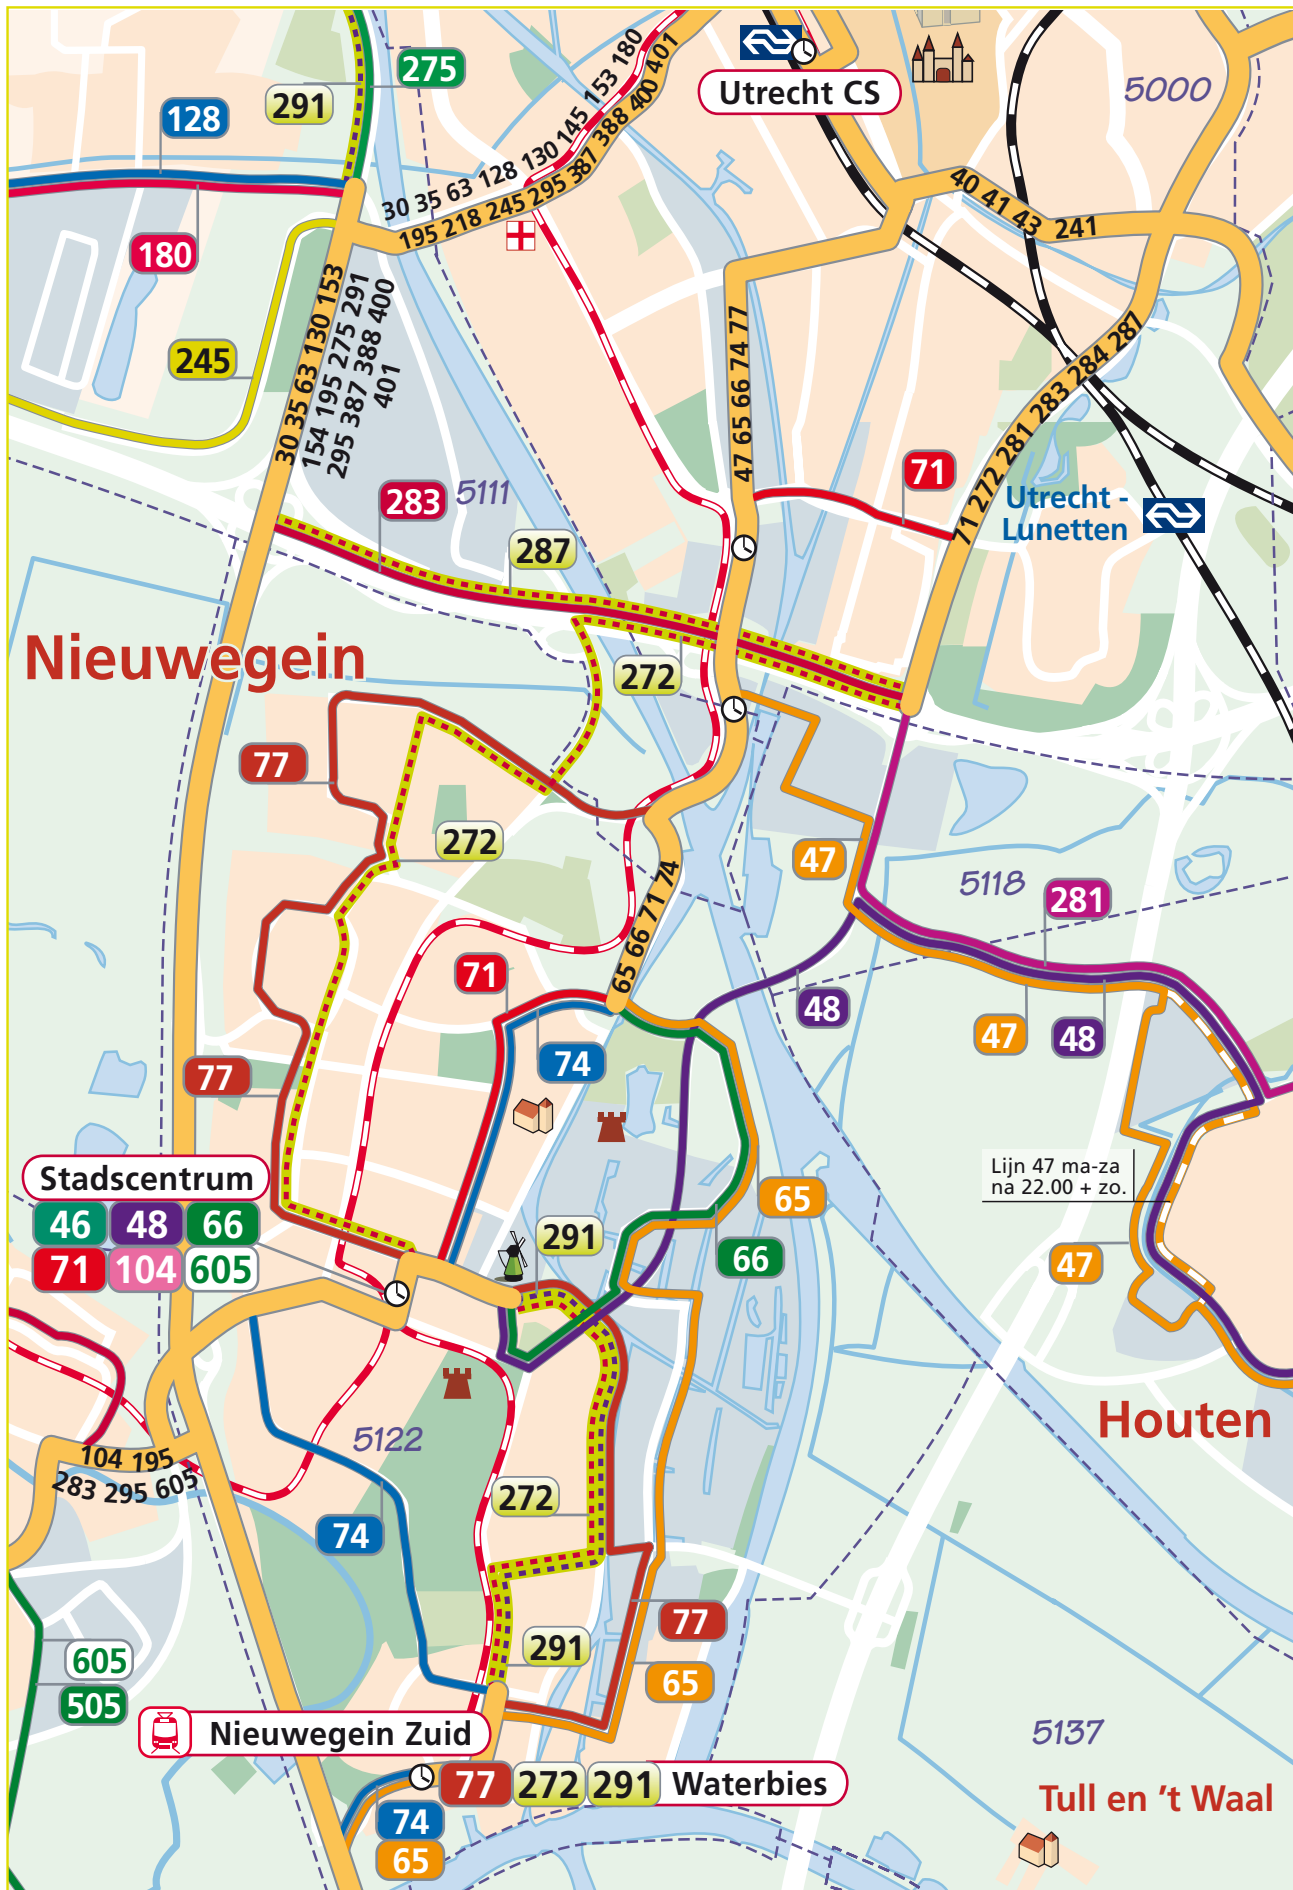 275
291
128
180
245
30 35 63 128 130 145 153 180
195 218 245 295 387 388 400 401
Utrecht CS
5000
40 41 43 241
30 35 63 130 153
154 195 275 291
295 387 388 400
401
47 65 66 74 77
71 272 281 283 284 287
71
Utrecht -
Lunetten
283
5111
287
272
Nieuwegein
77
272
47
5118
281
65 66 71 74
71
48
47
48
74
77
Stadscentrum
46 48 66
71 104 605
Lijn 47 ma-za
na 22.00 + zo.
65
291
66
47
Houten
5122
104 195
283 295 605
272
74
77
291
65
605
505
Nieuwegein Zuid
77 272 291 Waterbies
74
65
5137
Tull en ‘t Waal